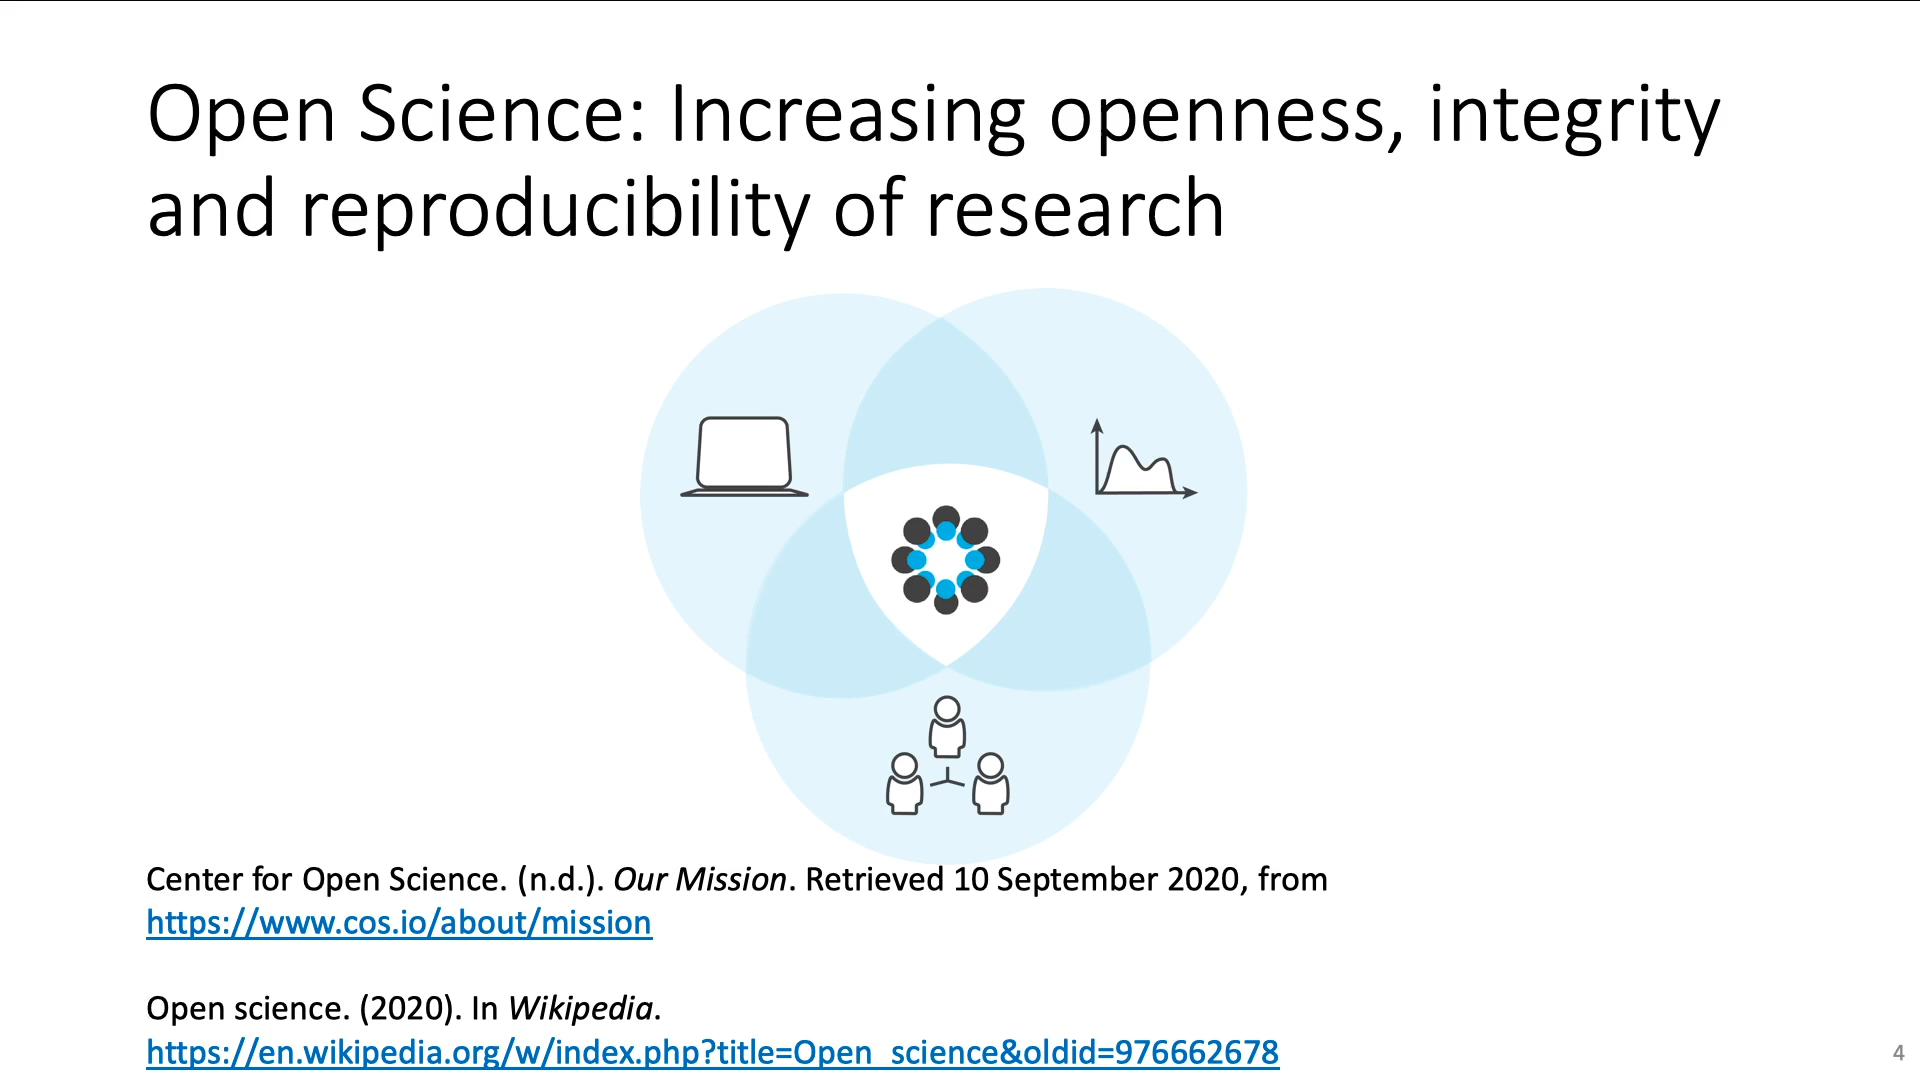 Open Science: Increasing openness, integrity
and reproducibility of research
Center for Open Science. (n.d.). Our Mission. Retrieved 10 September 2020, from
https://www.cos.io/about/mission
Open science. (2020). In Wikipedia.
https://en.wikipedia.org/w/index.php?title=Open_science&oldid=976662678
4